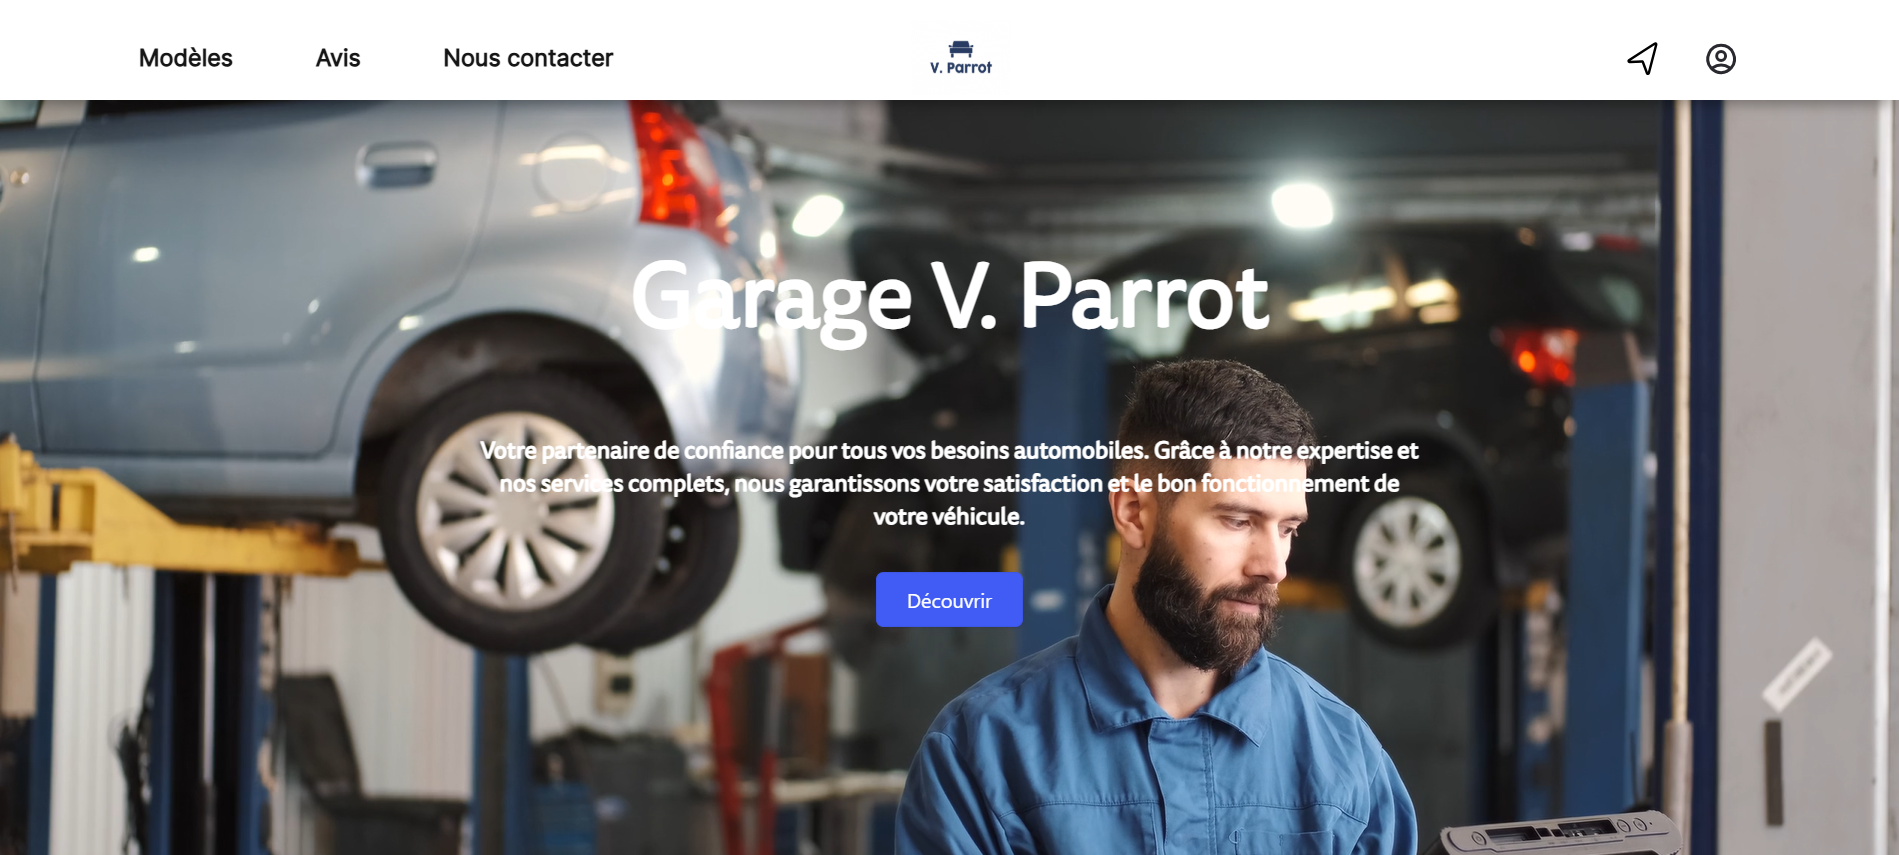 Modèles
Avis
Nous contacter
V. Parrot
Garage V. Parrot
Votre partenaire de confiance pour tous vos besoins automobiles. Grâce à notre expertise et
nos services complets, nous garantissons votre satisfaction et le bon fonctionnement de
votre véhicule.
Découvrir